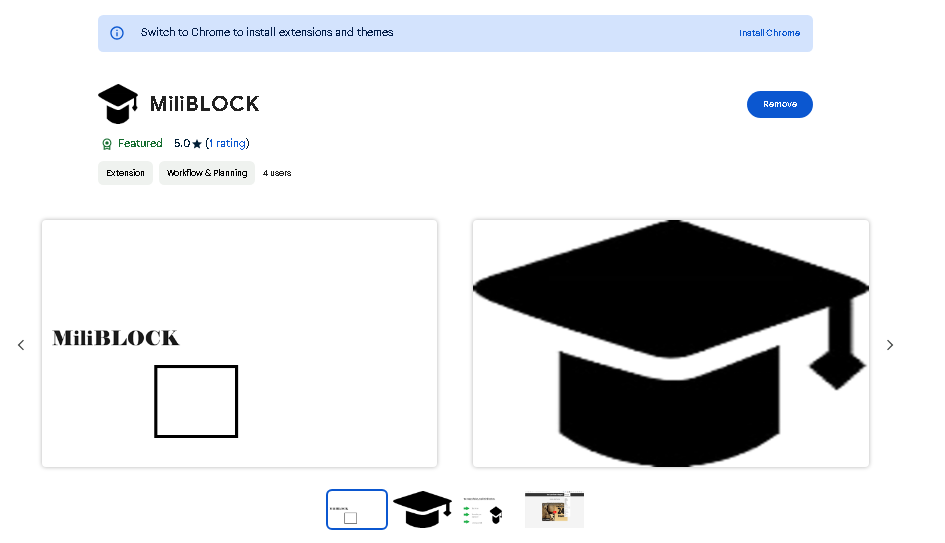 Switch to Chrome to install extensions and themes
Install Chrome
MiliBLOCK
Remove
Featured 5.0 ★ (1 rating)
Extension
Workflow & Planning
4 users
MiliBLOCK